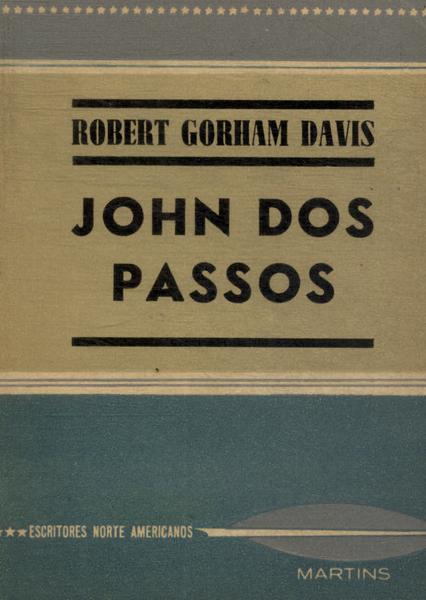 ROBERT GORHAM DAVIS
JOHN DOS
PASSOS
ESCRITORES NORTE AMERICANOS
MARTINS